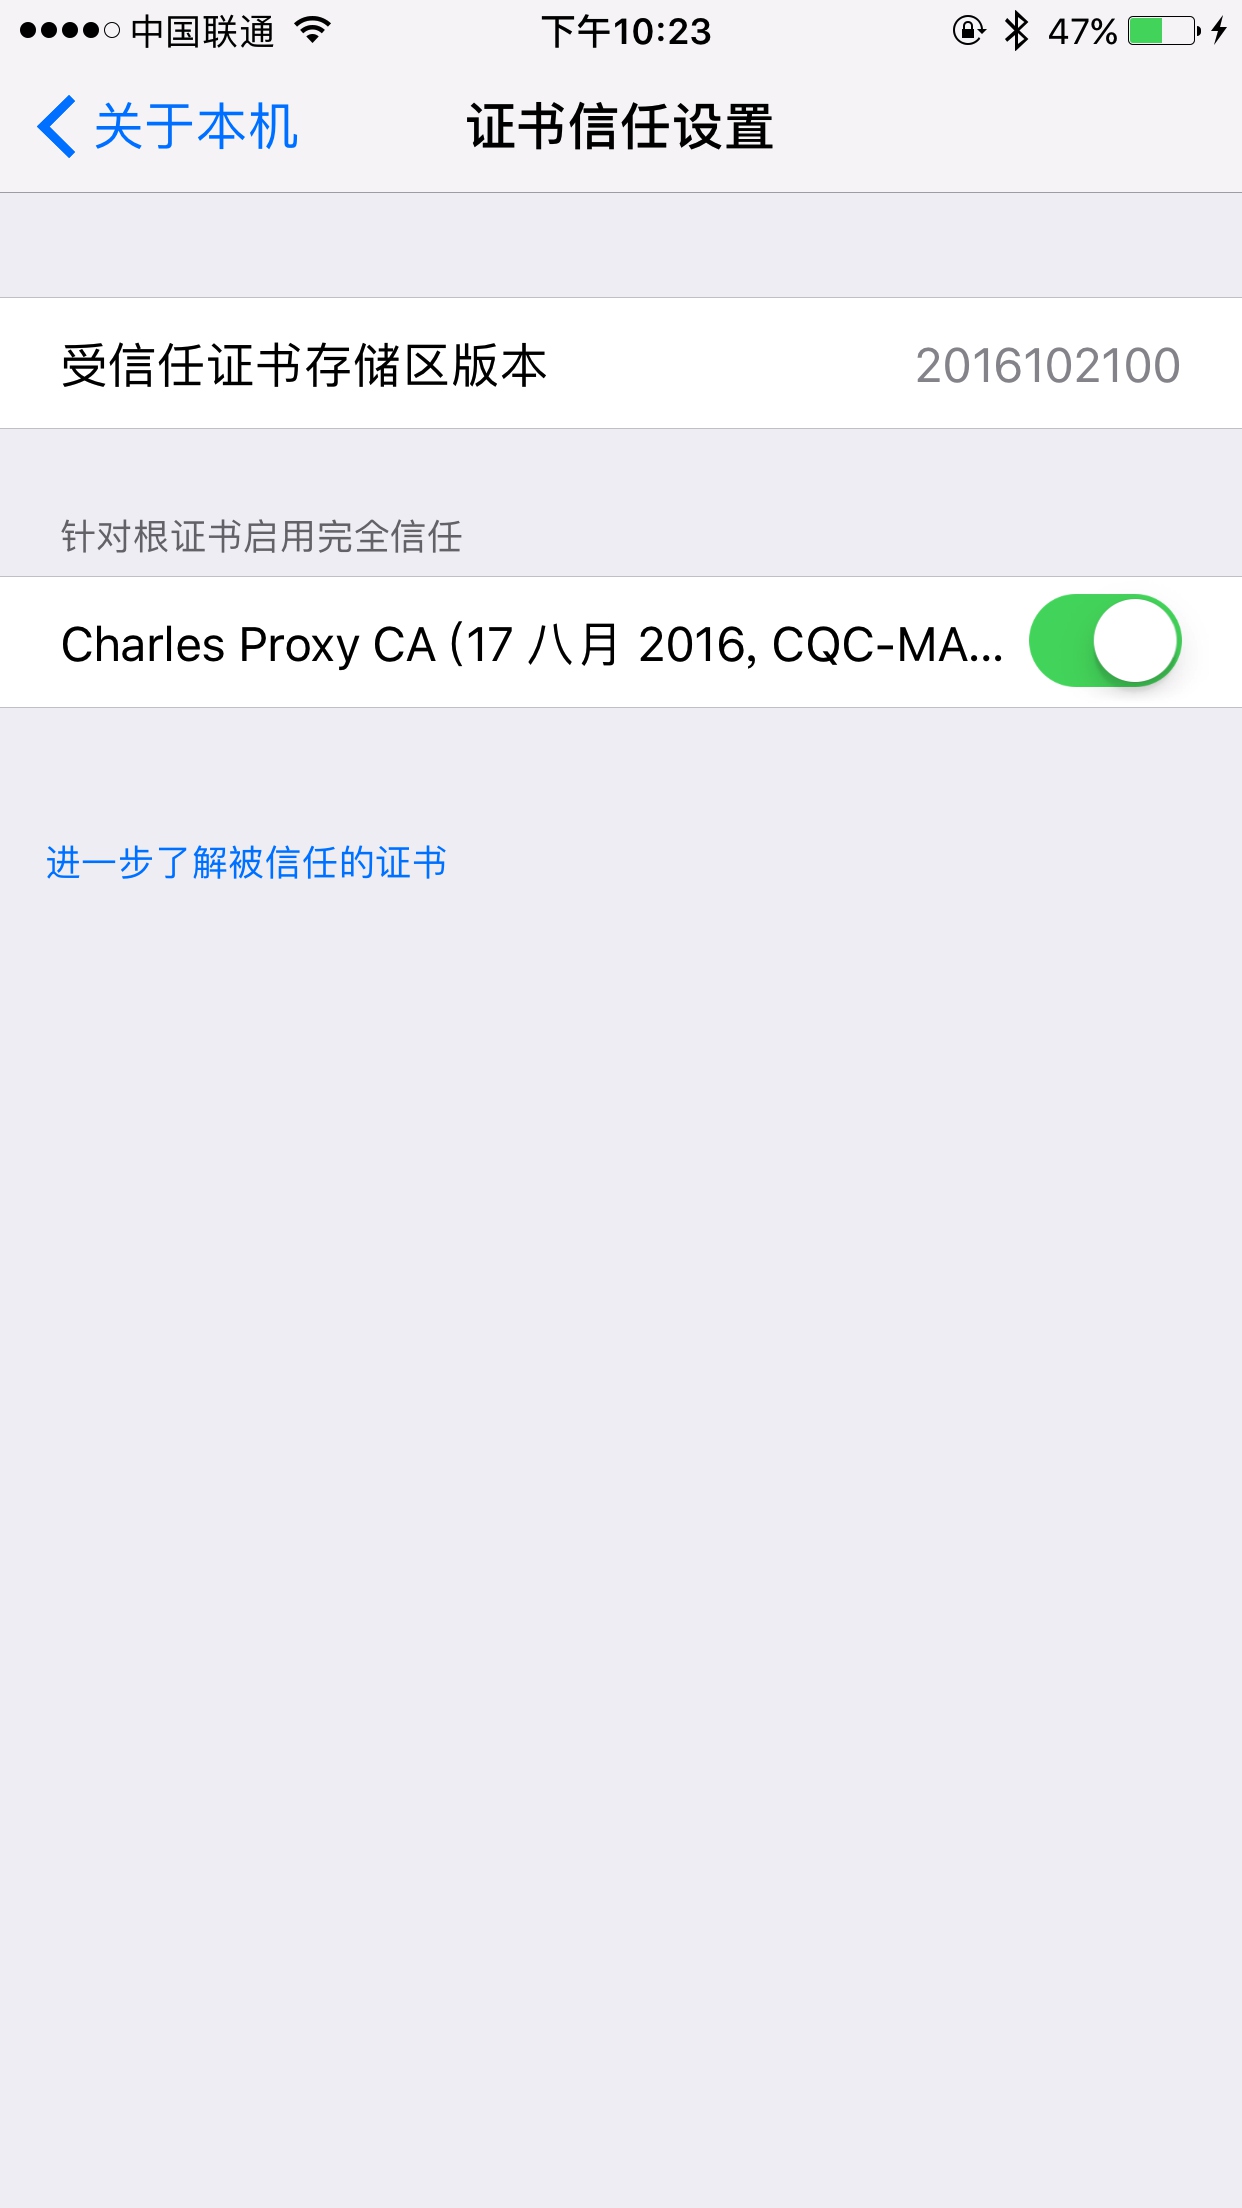 中国联通 下午10:23 47%
关于本机 证书信任设置
受信任证书存储区版本 2016102100
针对根证书启用完全信任
Charles Proxy CA (17 八月 2016, CQC-MA...
进一步了解被信任的证书